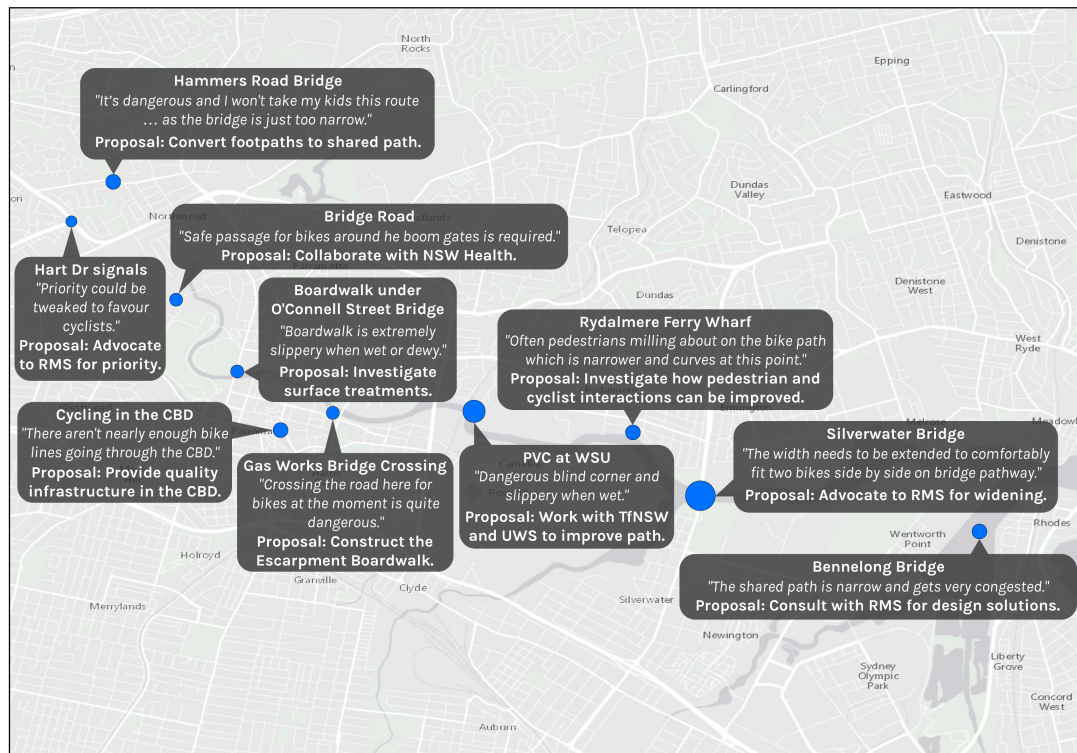 North
Rocks
Epping
Carlingford
Hammers Road Bridge
"It's dangerous and I won't take my kids this route
... as the bridge is just too narrow."
Proposal: Convert footpaths to shared path.
on
Northmead
Dundas
Valley
Eastwood
Bridge Road
"Safe passage for bikes around he boom gates is required."
Proposal: Collaborate with NSW Health.
Telopea
Denistone
Hart Dr signals
"Priority could be
tweaked to favour
cyclists."
Proposal: Advocate
to RMS for priority.
Boardwalk under
O'Connell Street Bridge
"Boardwalk is extremely
slippery when wet or dewy."
Proposal: Investigate
surface treatments.
Dundas
Denistone
West
West
Ryde
Rydalmere Ferry Wharf
"Often pedestrians milling about on the bike path
which is narrower and curves at this point."
Proposal: Investigate how pedestrian and
cyclist interactions can be improved.
Ermington
Melrose
Meadow
Cycling in the CBD
"There aren't nearly enough bike
lines going through the CBD."
Proposal: Provide quality
infrastructure in the CBD.
Gas Works Bridge Crossing
"Crossing the road here for
bikes at the moment is quite
dangerous."
Proposal: Construct the
Escarpment Boardwalk.
PVC at WSU
"Dangerous blind corner and
slippery when wet."
Proposal: Work with TfNSW
and UWS to improve path.
Silverwater Bridge
"The width needs to be extended to comfortably
fit two bikes side by side on bridge pathway."
Proposal: Advocate to RMS for widening.
Rhodes
Wentworth
Point
Bennelong Bridge
"The shared path is narrow and gets very congested."
Proposal: Consult with RMS for design solutions.
Holroyd
Granville
Clyde
Merrylands
Silverwater
Newington
Sydney
Olympic
Park
Liberty
Grove
Concord
West
Auburn